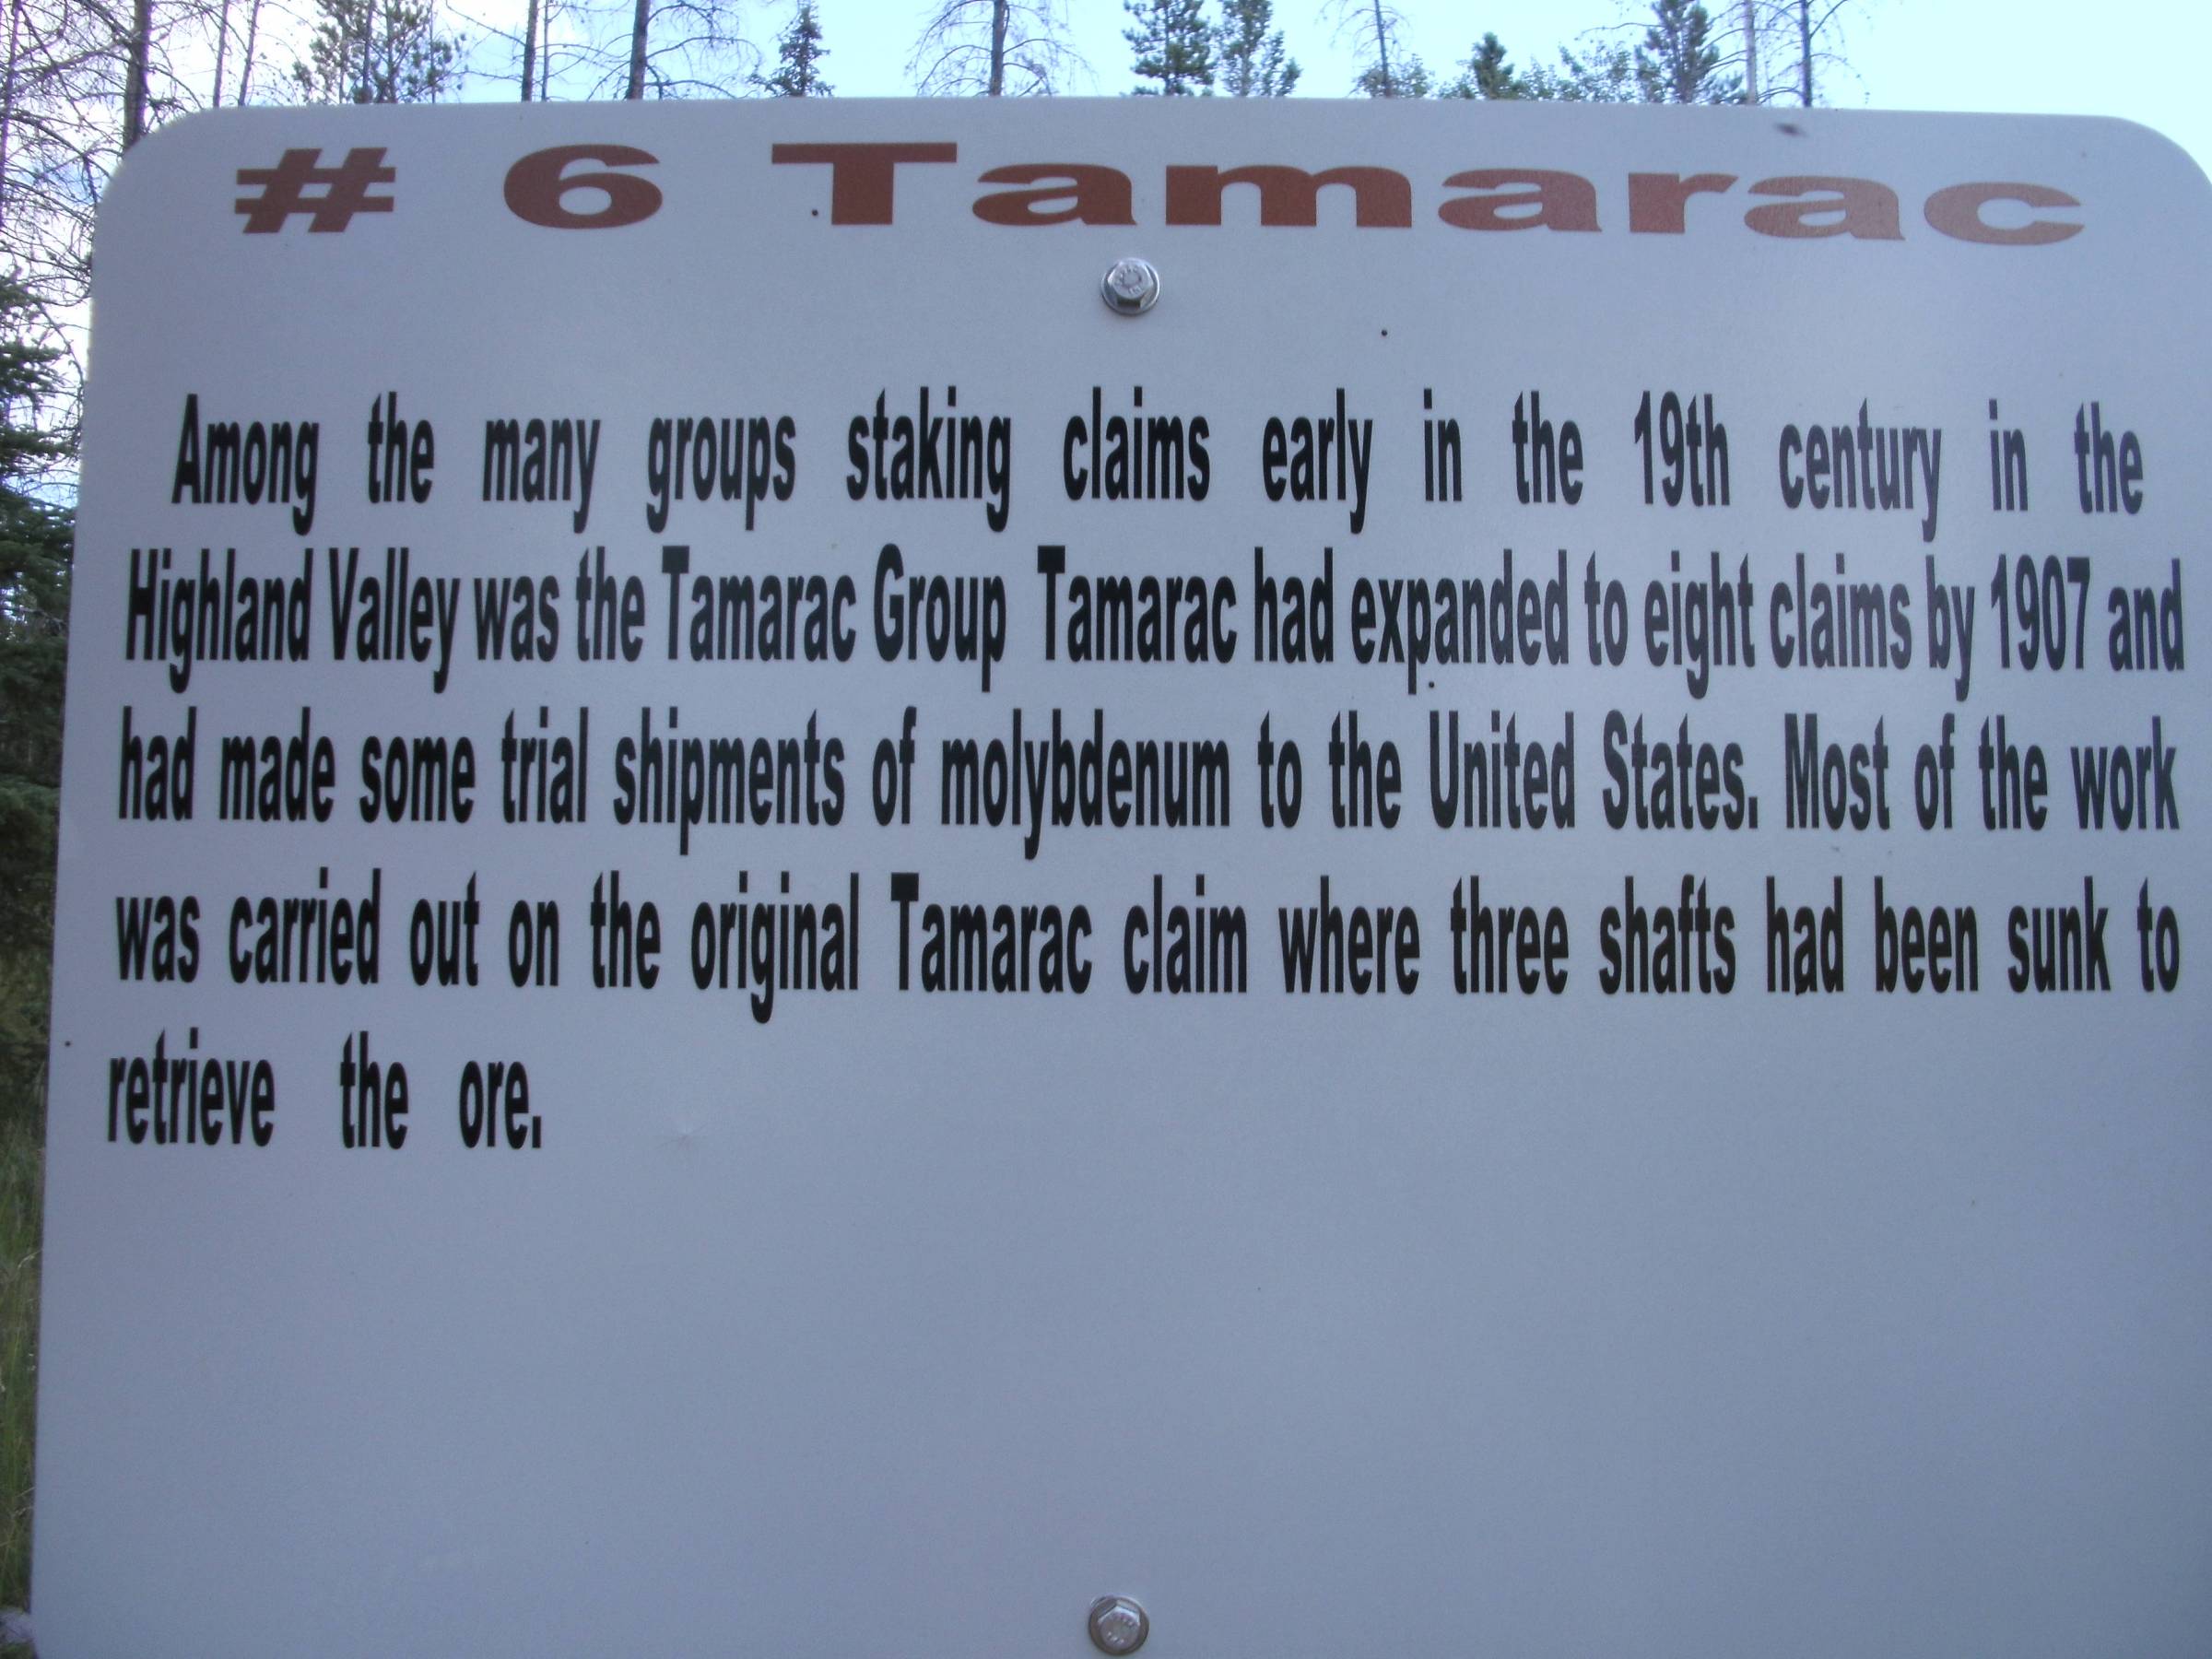 # 6 Tamarac
Among the many groups staking claims early in the 19th century in the
Highland Valley was the Tamarac Group Tamarac had expanded to eight claims by 1907 and
had made some trial shipments of molybdenum to the United States. Most of the work
was carried out on the original Tamarac claim where three shafts had been sunk to
retrieve the ore.